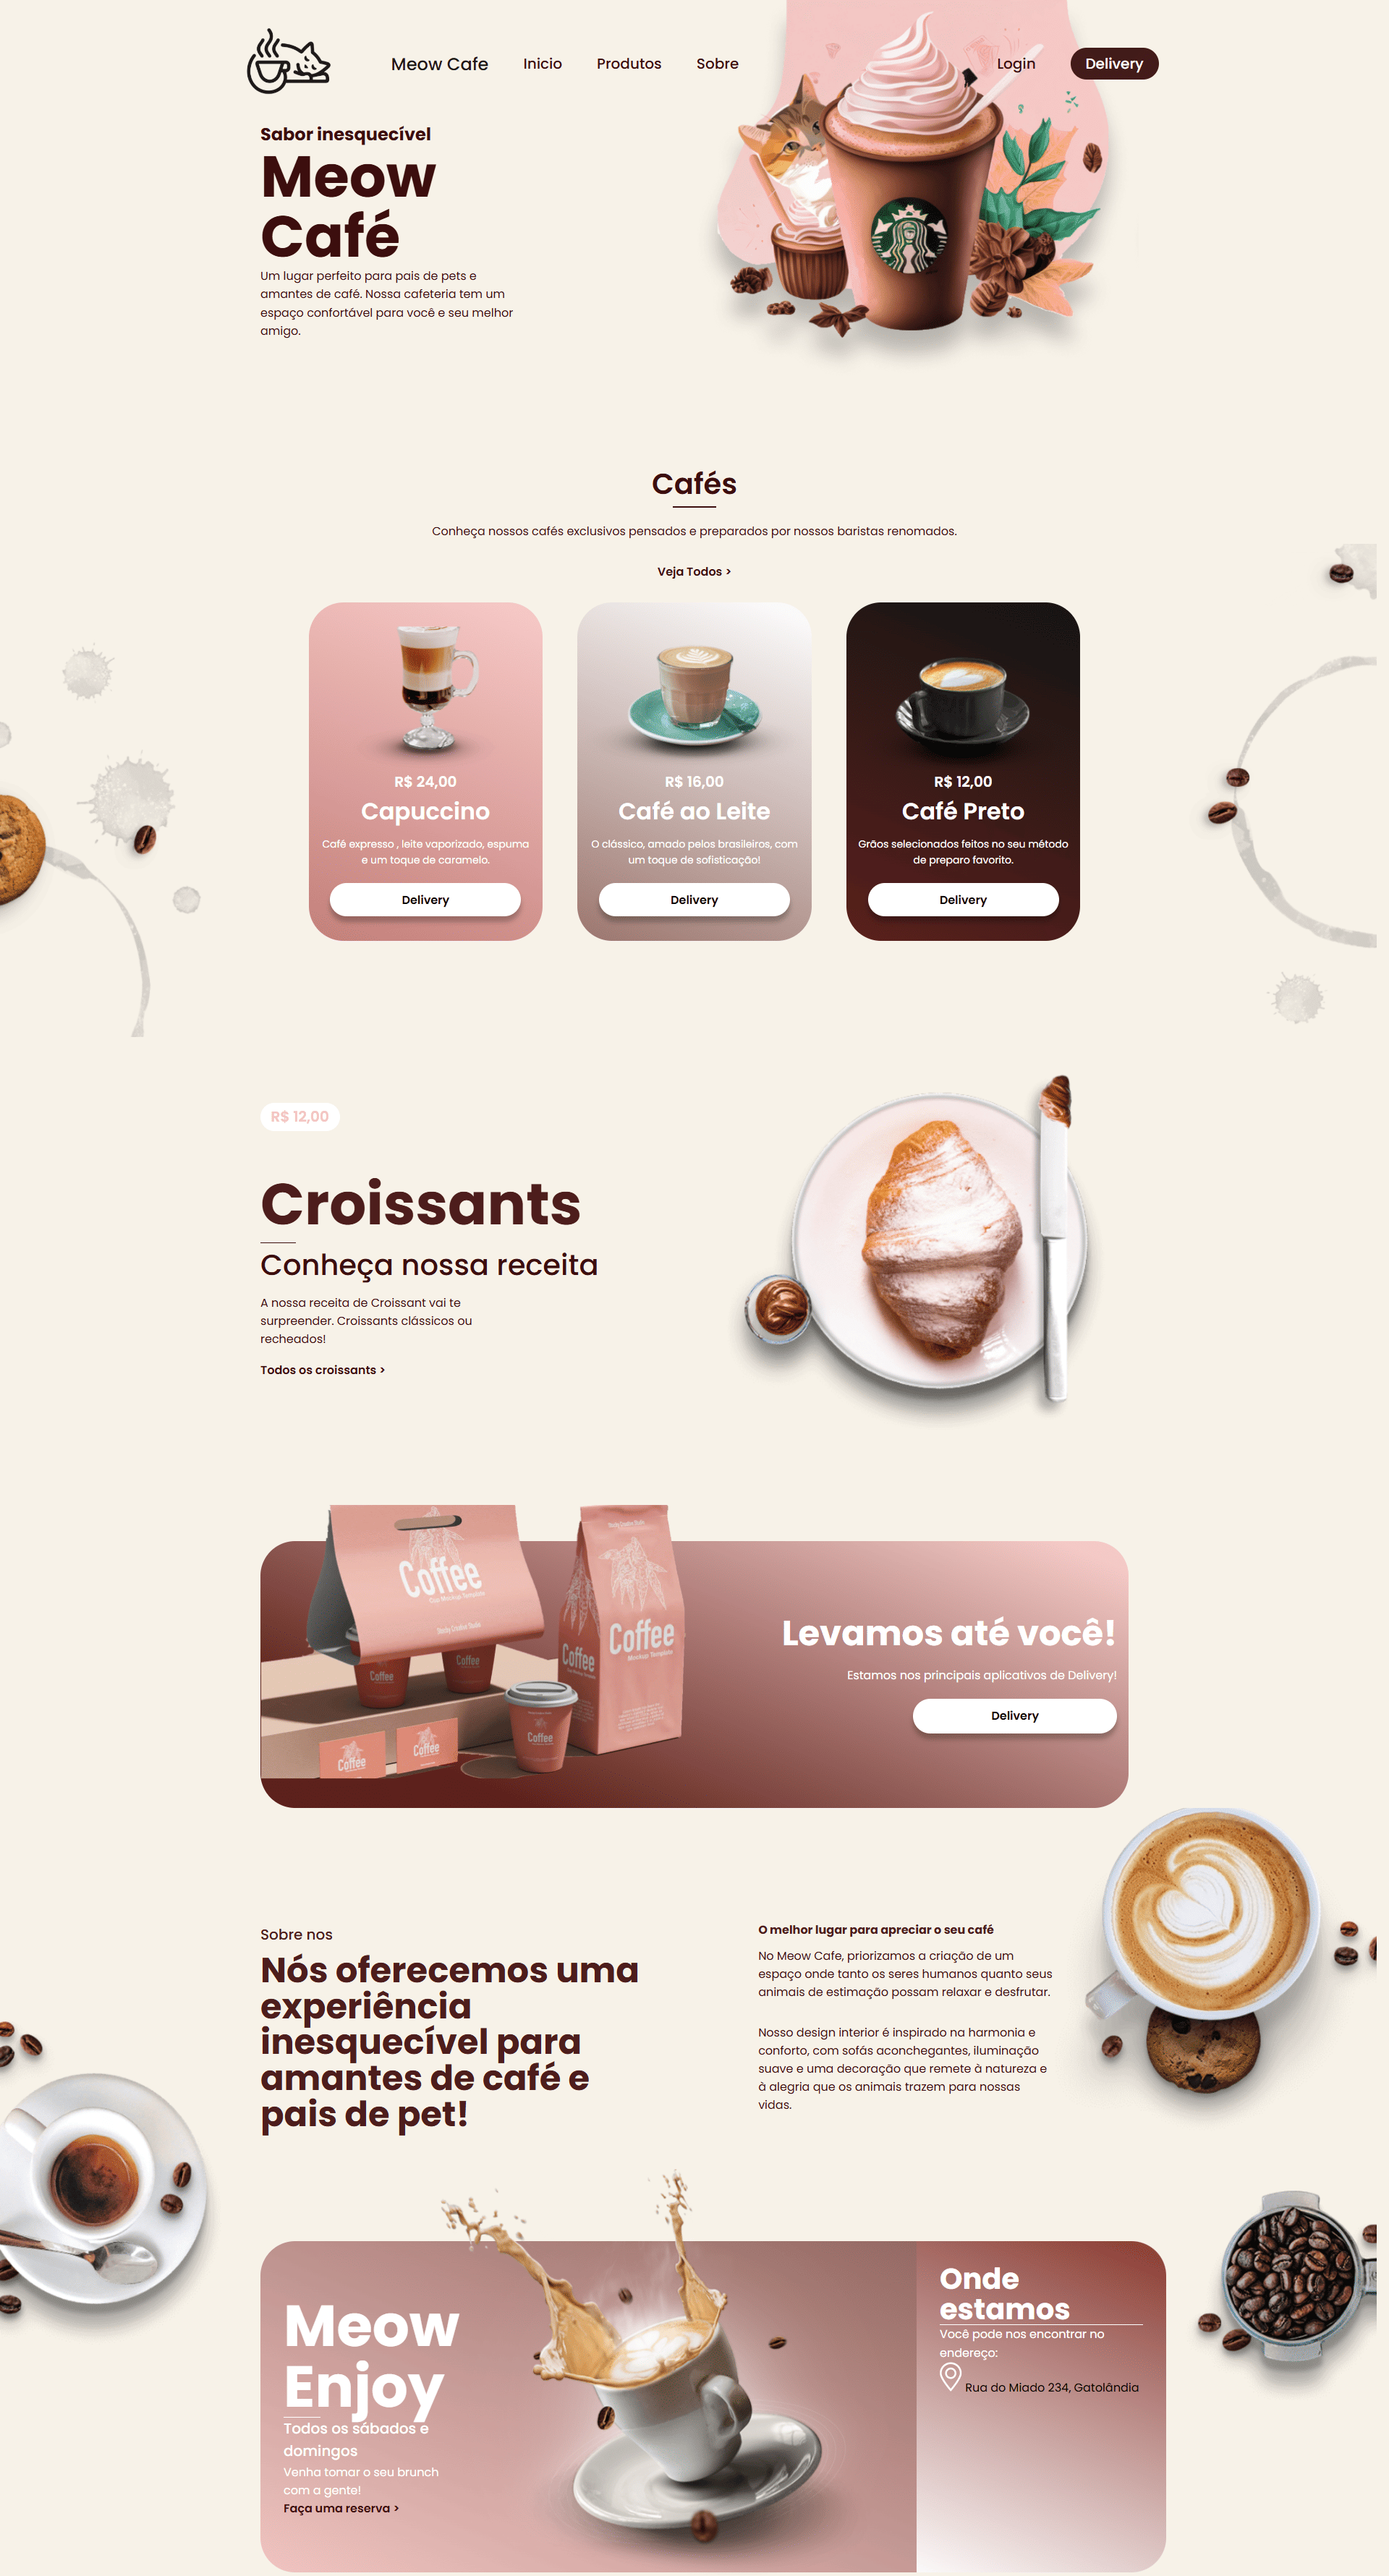 Meow Cafe
Inicio
Produtos
Sobre
Login
Delivery
Sabor inesquecível
Meow
Café
Um lugar perfeito para pais de pets e
amantes de café. Nossa cafeteria tem um
espaço confortável para você e seu melhor
amigo.
Cafés
Conheça nossos cafés exclusivos pensados e preparados por nossos baristas renomados.
Veja Todos >
R$ 24,00
Capuccino
Café expresso , leite vaporizado, espuma
e um toque de caramelo.
Delivery
R$ 16,00
Café ao Leite
O clássico, amado pelos brasileiros, com
um toque de sofisticação!
Delivery
R$ 12,00
Café Preto
Grãos selecionados feitos no seu método
de preparo favorito.
Delivery
R$ 12,00
Croissants
Conheça nossa receita
A nossa receita de Croissant vai te
surpreender. Croissants clássicos ou
recheados!
Todos os croissants >
Coffee
Coffee
Coffee
Mockup Template
Coffee
Coffee
Coffee
Coffee
Coffee
Levamos até você!
Estamos nos principais aplicativos de Delivery!
Delivery
Sobre nos
Nós oferecemos uma
experiência
inesquecível para
amantes de café e
pais de pet!
O melhor lugar para apreciar o seu café
No Meow Cafe, priorizamos a criação de um
espaço onde tanto os seres humanos quanto seus
animais de estimação possam relaxar e desfrutar.
Nosso design interior é inspirado na harmonia e
conforto, com sofás aconchegantes, iluminação
suave e uma decoração que remete à natureza e
à alegria que os animais trazem para nossas
vidas.
Meow
Enjoy
Todos os sábados e
domingos
Venha tomar o seu brunch
com a gente!
Faça uma reserva >
Onde
estamos
Você pode nos encontrar no
endereço:
Rua do Miado 234, Gatolândia